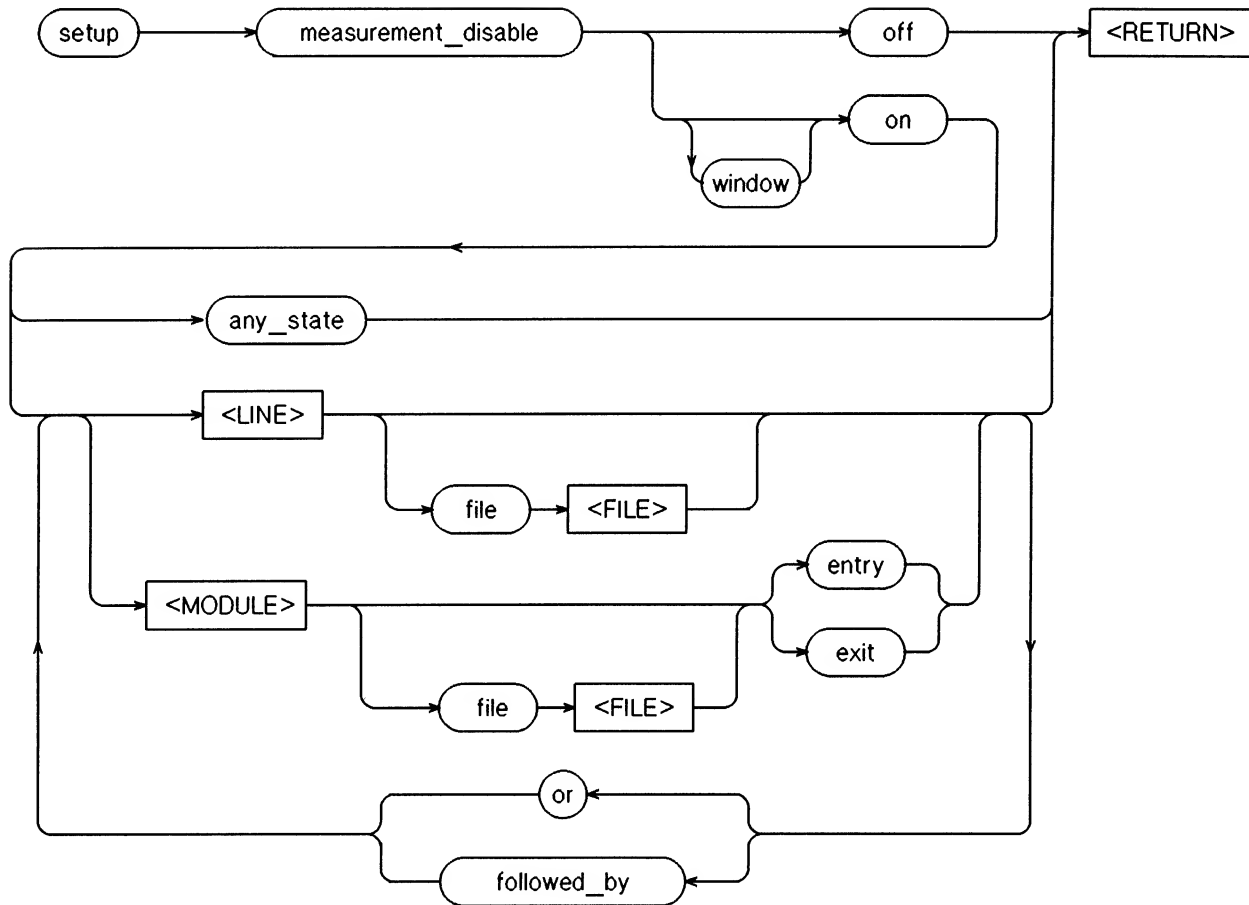 setup measurement_disable off <RETURN>
on
window
any_state
<LINE>
file <FILE>
entry
<MODULE>
exit
file <FILE>
or
followed_by